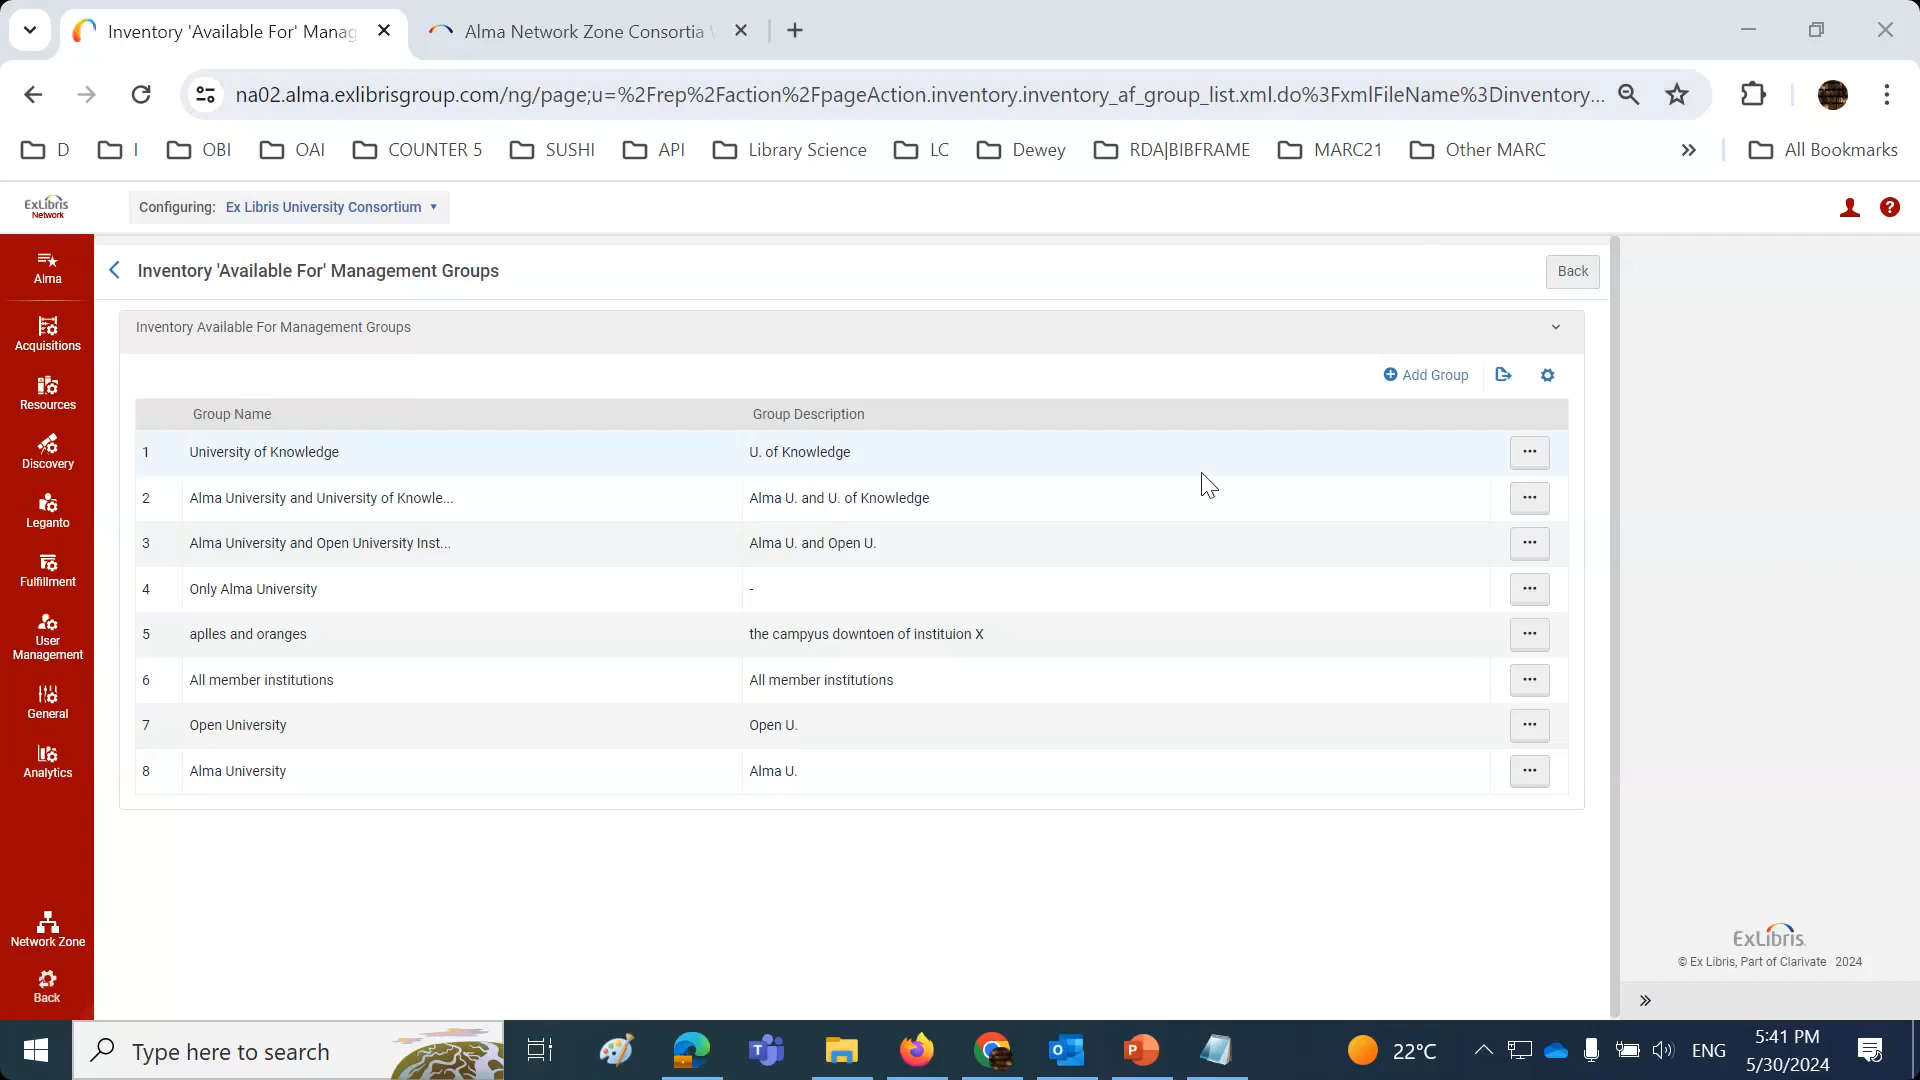 Inventory 'Available For' Manag
Alma Network Zone Consortia
na02.alma.exlibrisgroup.com/ng/page;u=%2Frep%2Faction%2FpageAction.inventory.inventory_af_group_list.xml.do%3FxmlFileName%3Dinventory...
D I OBI OAI COUNTER 5 SUSHI API Library Science LC Dewey RDA|BIBFRAME MARC21 Other MARC » All Bookmarks
ExLibris
Network
Configuring: Ex Libris University Consortium
Alma
Acquisitions
Resources
Discovery
Leganto
Fulfillment
User
Management
General
Analytics
Network Zone
Back
Inventory 'Available For' Management Groups
Back
Inventory Available For Management Groups
Add Group
Group Name Group Description
1 University of Knowledge U. of Knowledge
2 Alma University and University of Knowle... Alma U. and U. of Knowledge
3 Alma University and Open University Inst... Alma U. and Open U.
4 Only Alma University -
5 aplles and oranges the campyus downtoen of instituion X
6 All member institutions All member institutions
7 Open University Open U.
8 Alma University Alma U.
ExLibris
© Ex Libris, Part of Clarivate 2024
Type here to search
22°C
ENG
5:41 PM
5/30/2024